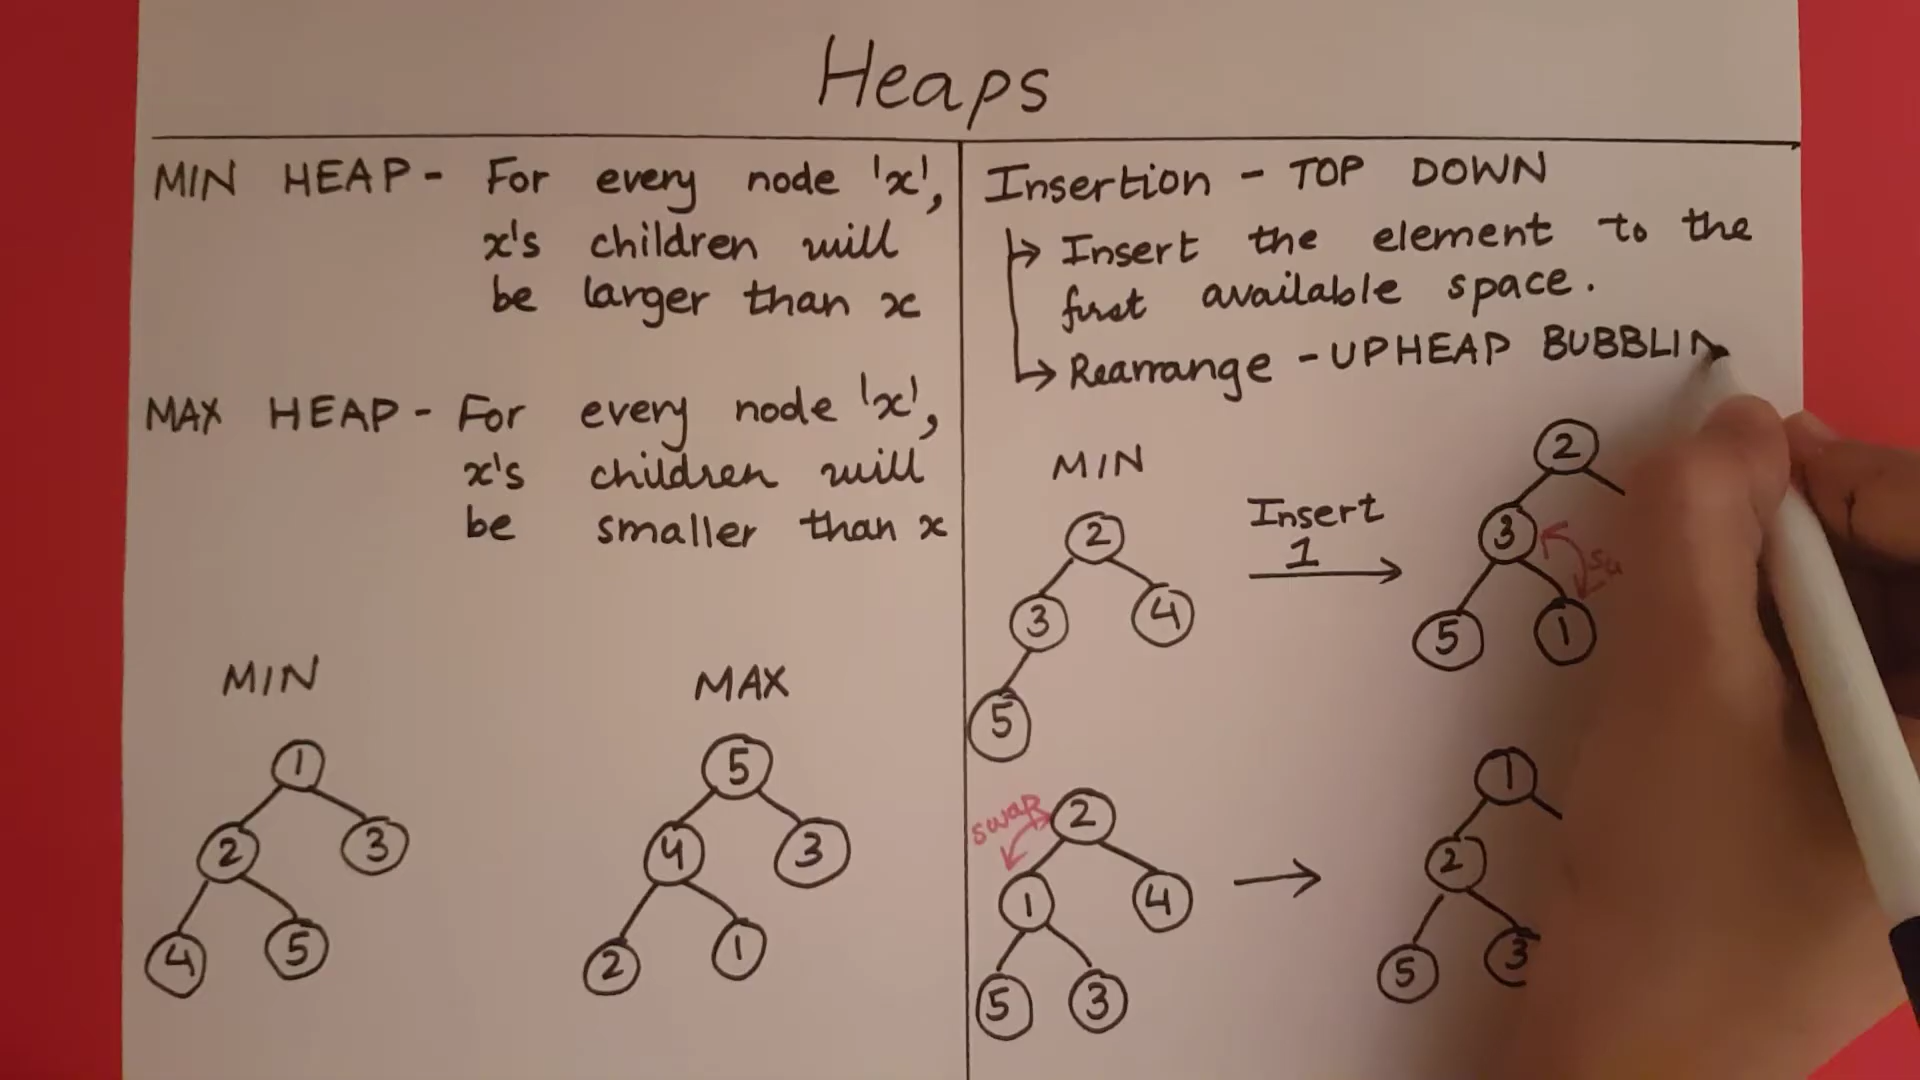 Heaps
MIN HEAP - For every node 'x',
x's children will
be larger than x
MAX HEAP - For every node 'x',
x's children will
be smaller than x
MIN
1
2
3
4
5
MAX
5
4
3
2
1
Insertion - TOP DOWN
Insert the element to the
first available space.
Rearrange - UPHEAP BUBBLIN
MIN
2
3
4
5
Insert
1
2
3
5
1
swap
2
1
4
5
3
1
2
5
3